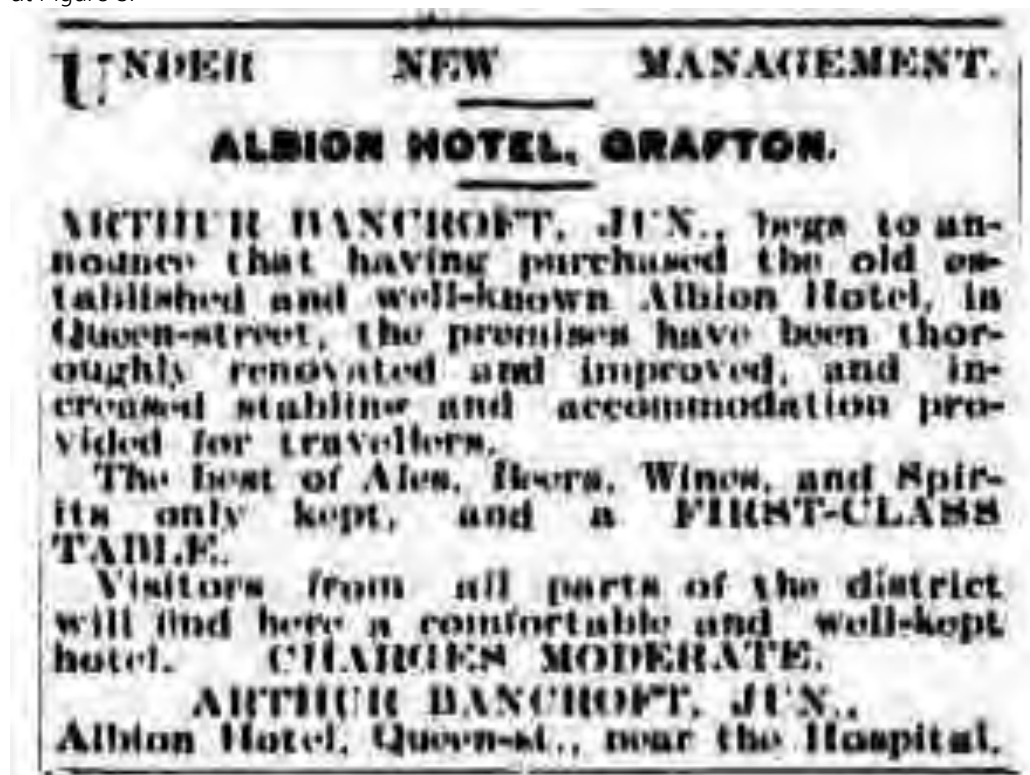 at Figure
UNDER NEW MANAGEMENT.
ALBION HOTEL, GRAFTON.
ARTHUR BANCROFT, JUN., begs to an-
nounce that having purchased the old es-
tablished and well-known Albion Hotel, in
Queen-street, the premises have been thor-
oughly renovated and improved, and in-
creased stabling and accommodation pro-
vided for travellers.
The best of Ales, Beers, Wines, and Spir-
its only kept, and a FIRST-CLASS
TABLE.
Visitors from all parts of the district
will find here a comfortable and well-kept
hotel. CHARGES MODERATE.
ARTHUR BANCROFT, JUN.,
Albion Hotel, Queen-st., near the Hospital.